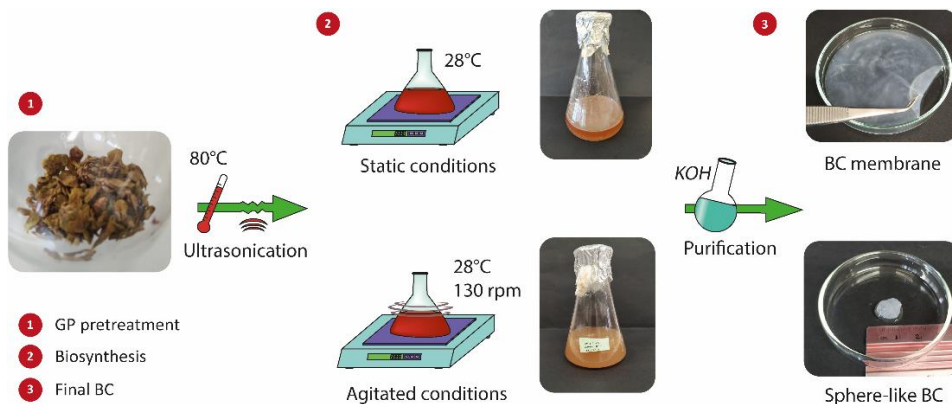 1
80°C
Ultrasonication
1 GP pretreatment
2 Biosynthesis
3 Final BC
2
28°C
Static conditions
28°C
130 rpm
Agitated conditions
KOH
Purification
3
BC membrane
Sphere-like BC